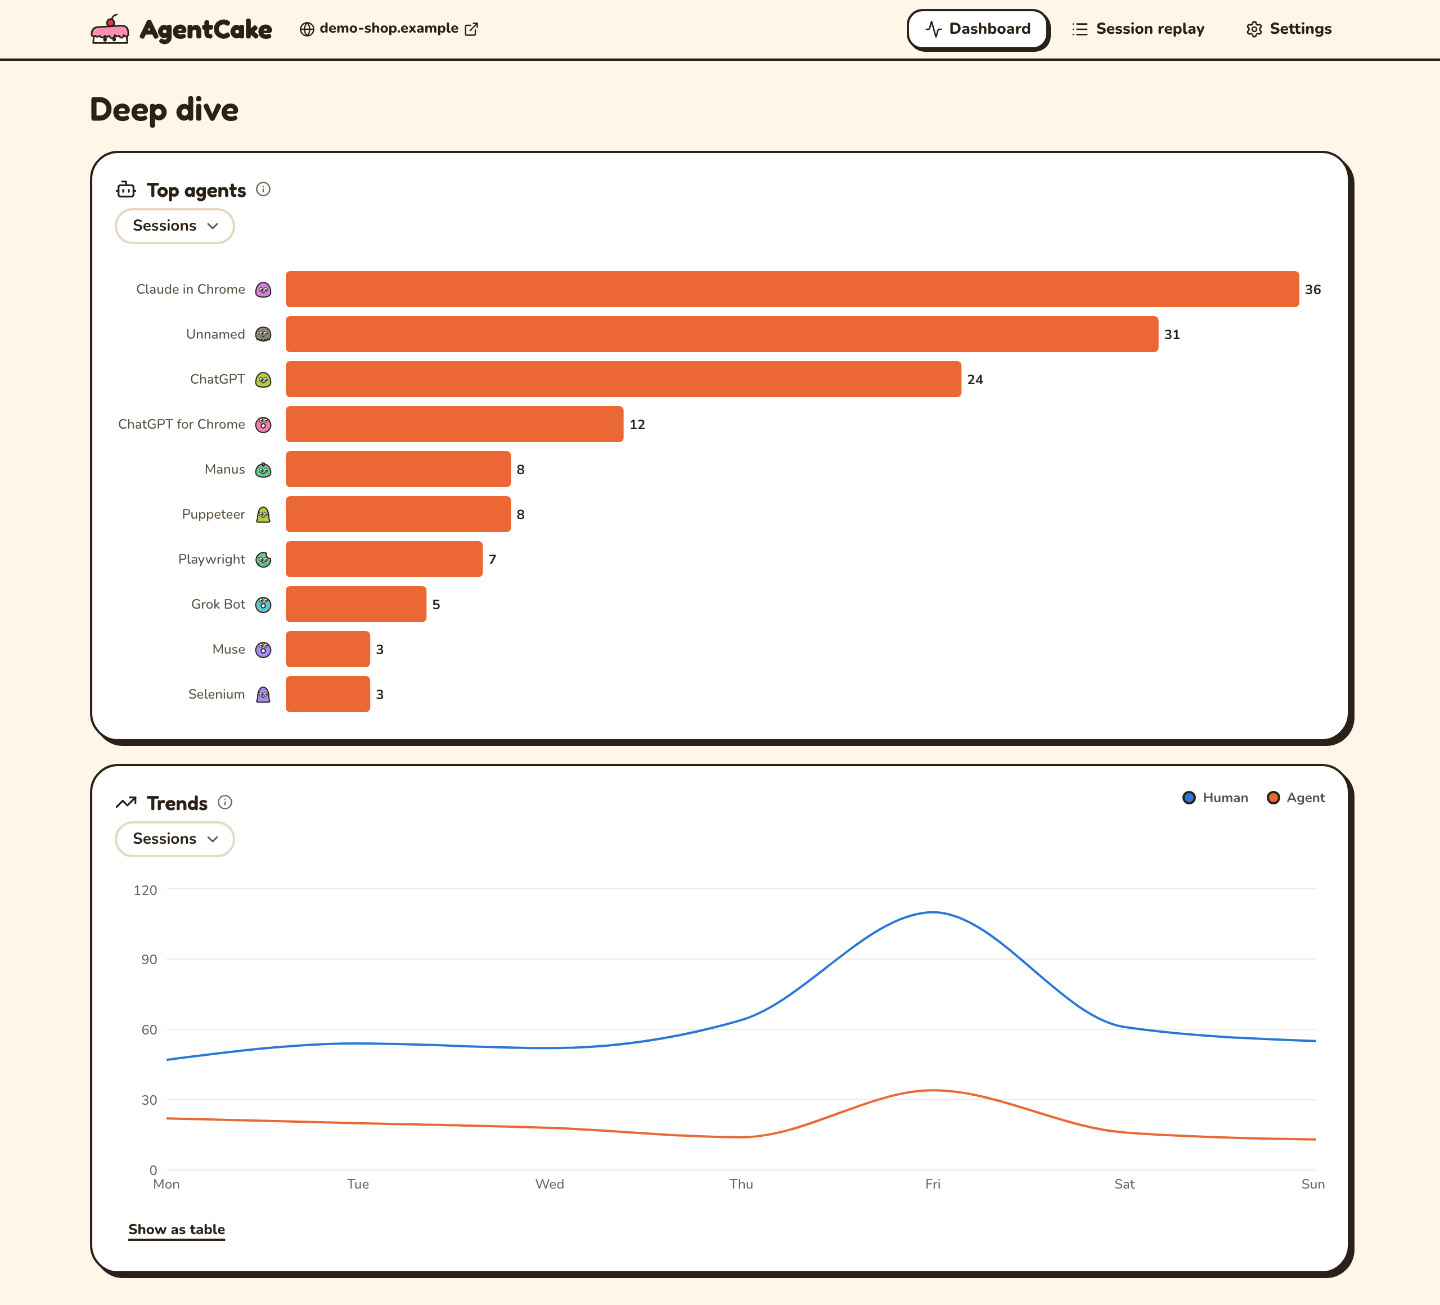 AgentCake
demo-shop.example
Dashboard
Session replay
Settings
Deep dive
Top agents
Sessions
Claude in Chrome 36
Unnamed 31
ChatGPT 24
ChatGPT for Chrome 12
Manus 8
Puppeteer 8
Playwright 7
Grok Bot 5
Muse 3
Selenium 3
Trends
Human
Agent
Sessions
120
90
60
30
0
Mon Tue Wed Thu Fri Sat Sun
Show as table